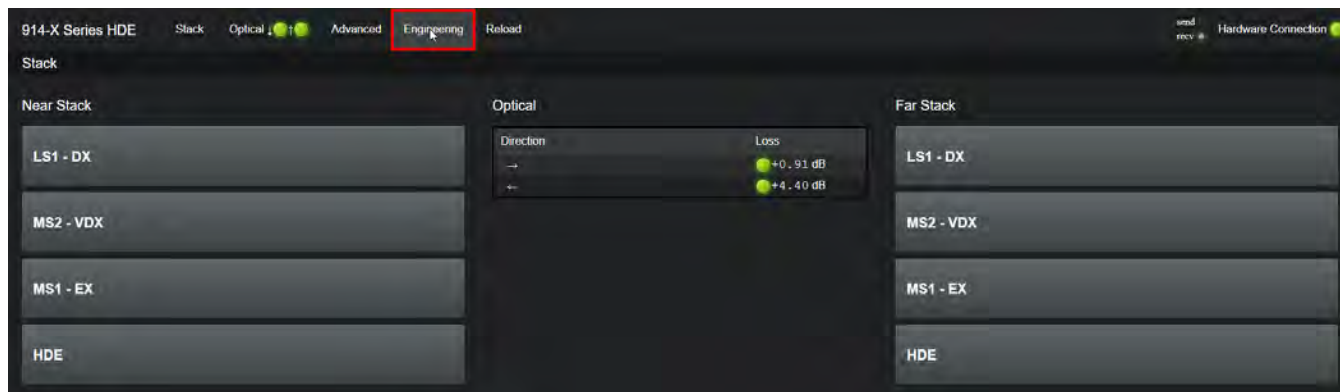 914-X Series HDE Stack Optical ↓ ↑ Advanced Engineering Reload send recv Hardware Connection
Stack
Near Stack Optical Far Stack
LS1 - DX Direction Loss LS1 - DX
→ +0.91 dB
← +4.40 dB
MS2 - VDX MS2 - VDX
MS1 - EX MS1 - EX
HDE HDE